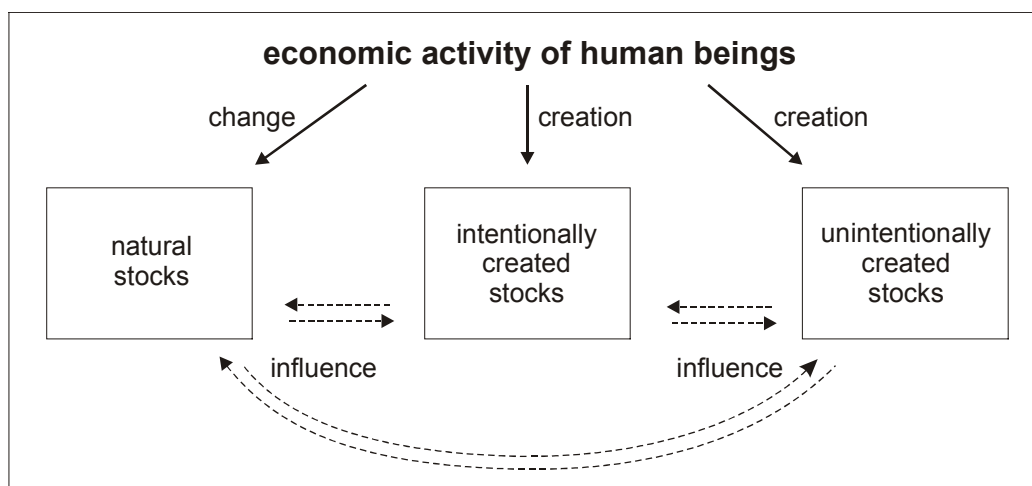 economic activity of human beings
change
creation
creation
natural
stocks
intentionally
created
stocks
unintentionally
created
stocks
influence
influence